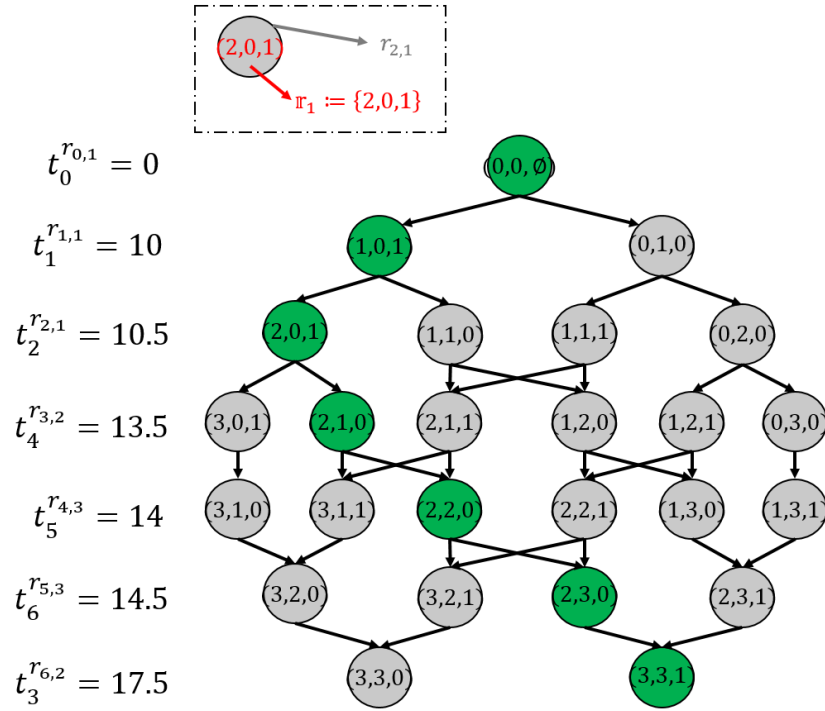 (2,0,1) r_{2,1}
𝕣_1 := {2,0,1}
t_0^{r_{0,1}} = 0 (0,0,∅)
t_1^{r_{1,1}} = 10 (1,0,1) (0,1,0)
t_2^{r_{2,1}} = 10.5 (2,0,1) (1,1,0) (1,1,1) (0,2,0)
t_4^{r_{3,2}} = 13.5 (3,0,1) (2,1,0) (2,1,1) (1,2,0) (1,2,1) (0,3,0)
t_5^{r_{4,3}} = 14 (3,1,0) (3,1,1) (2,2,0) (2,2,1) (1,3,0) (1,3,1)
t_6^{r_{5,3}} = 14.5 (3,2,0) (3,2,1) (2,3,0) (2,3,1)
t_3^{r_{6,2}} = 17.5 (3,3,0) (3,3,1)